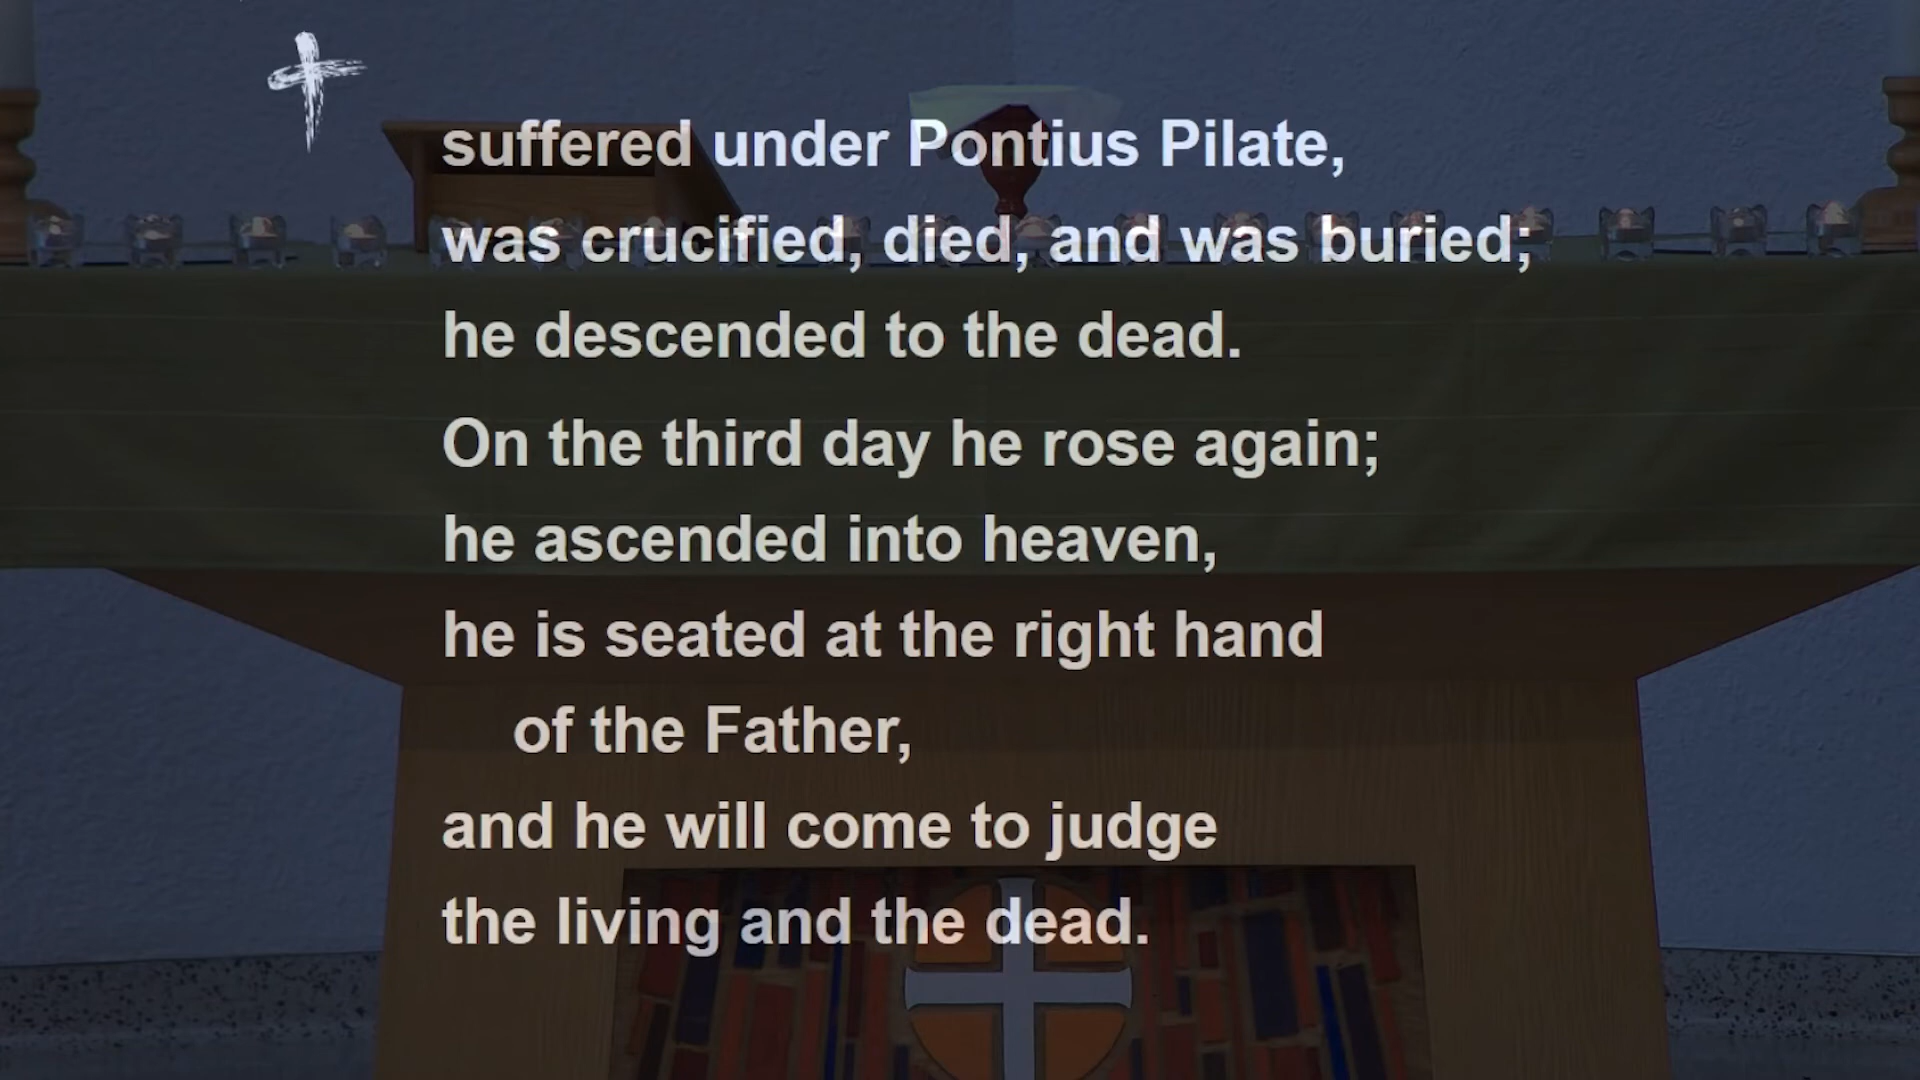 suffered under Pontius Pilate,
was crucified, died, and was buried;
he descended to the dead.
On the third day he rose again;
he ascended into heaven,
he is seated at the right hand
of the Father,
and he will come to judge
the living and the dead.